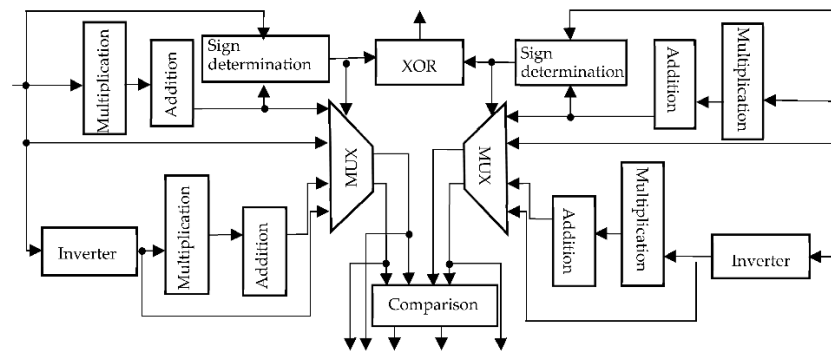 Multiplication
Addition
Sign
determination
XOR
Sign
determination
Addition
Multiplication
MUX
MUX
Inverter
Multiplication
Addition
Addition
Multiplication
Inverter
Comparison